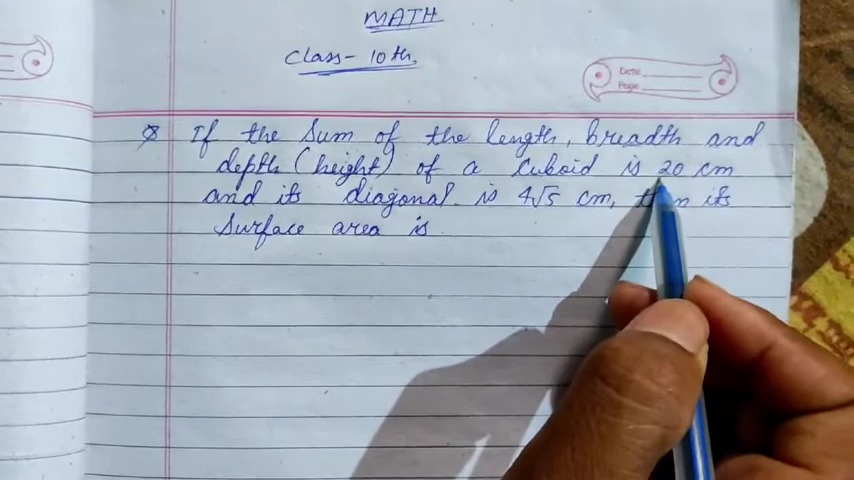 MATH
Class- 10th.
Date
Page
Q If the Sum of the length, breadth and
depth (height) of a Cuboid is 20 cm
and its diagonal is 4√5 cm, then its
Surface area is